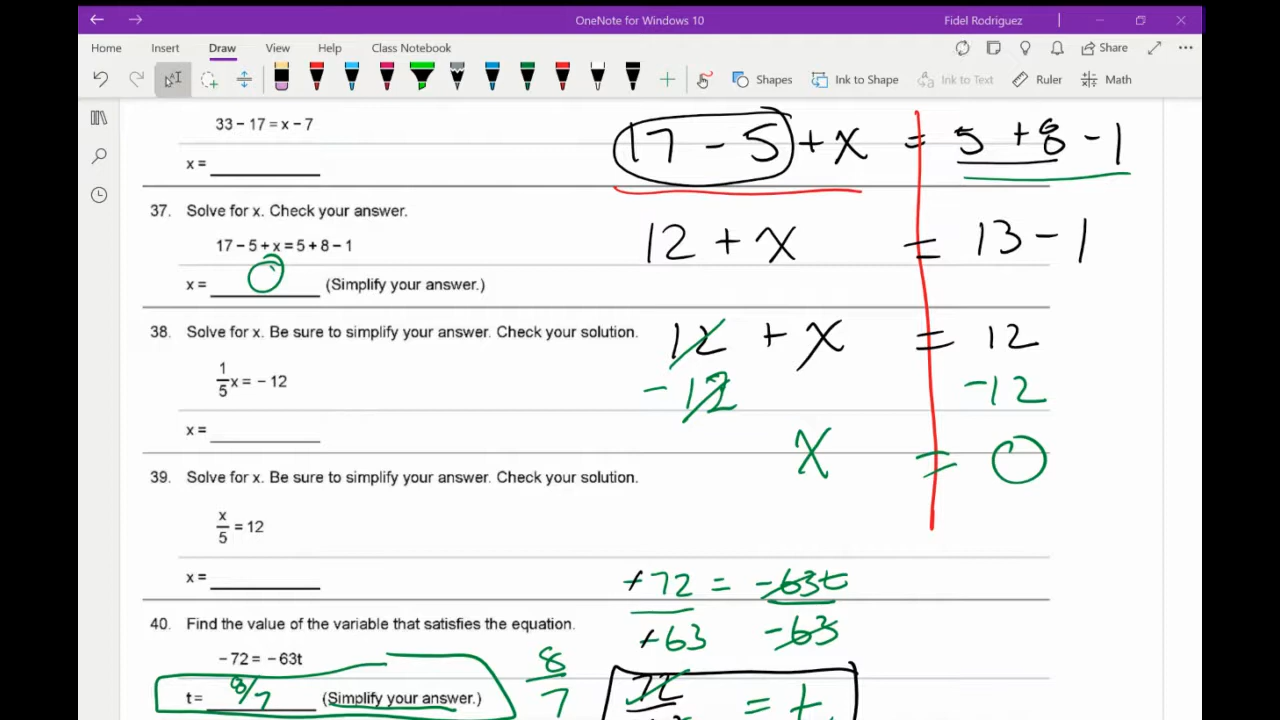 OneNote for Windows 10
Fidel Rodriguez
Home Insert Draw View Help Class Notebook Share
Shapes Ink to Shape Ink to Text Ruler Math
33 – 17 = x – 7
x =
37. Solve for x. Check your answer.
17 – 5 + x = 5 + 8 – 1
x = 0 (Simplify your answer.)
38. Solve for x. Be sure to simplify your answer. Check your solution.
1/5 x = – 12
x =
39. Solve for x. Be sure to simplify your answer. Check your solution.
x/5 = 12
x =
40. Find the value of the variable that satisfies the equation.
– 72 = – 63t
t = 8/7 (Simplify your answer.)
17 - 5 + x = 5 + 8 - 1
12 + x = 13 - 1
12 + x = 12
-12 -12
x = 0
+72 = -63t
+63 -63
8/7
72
= t